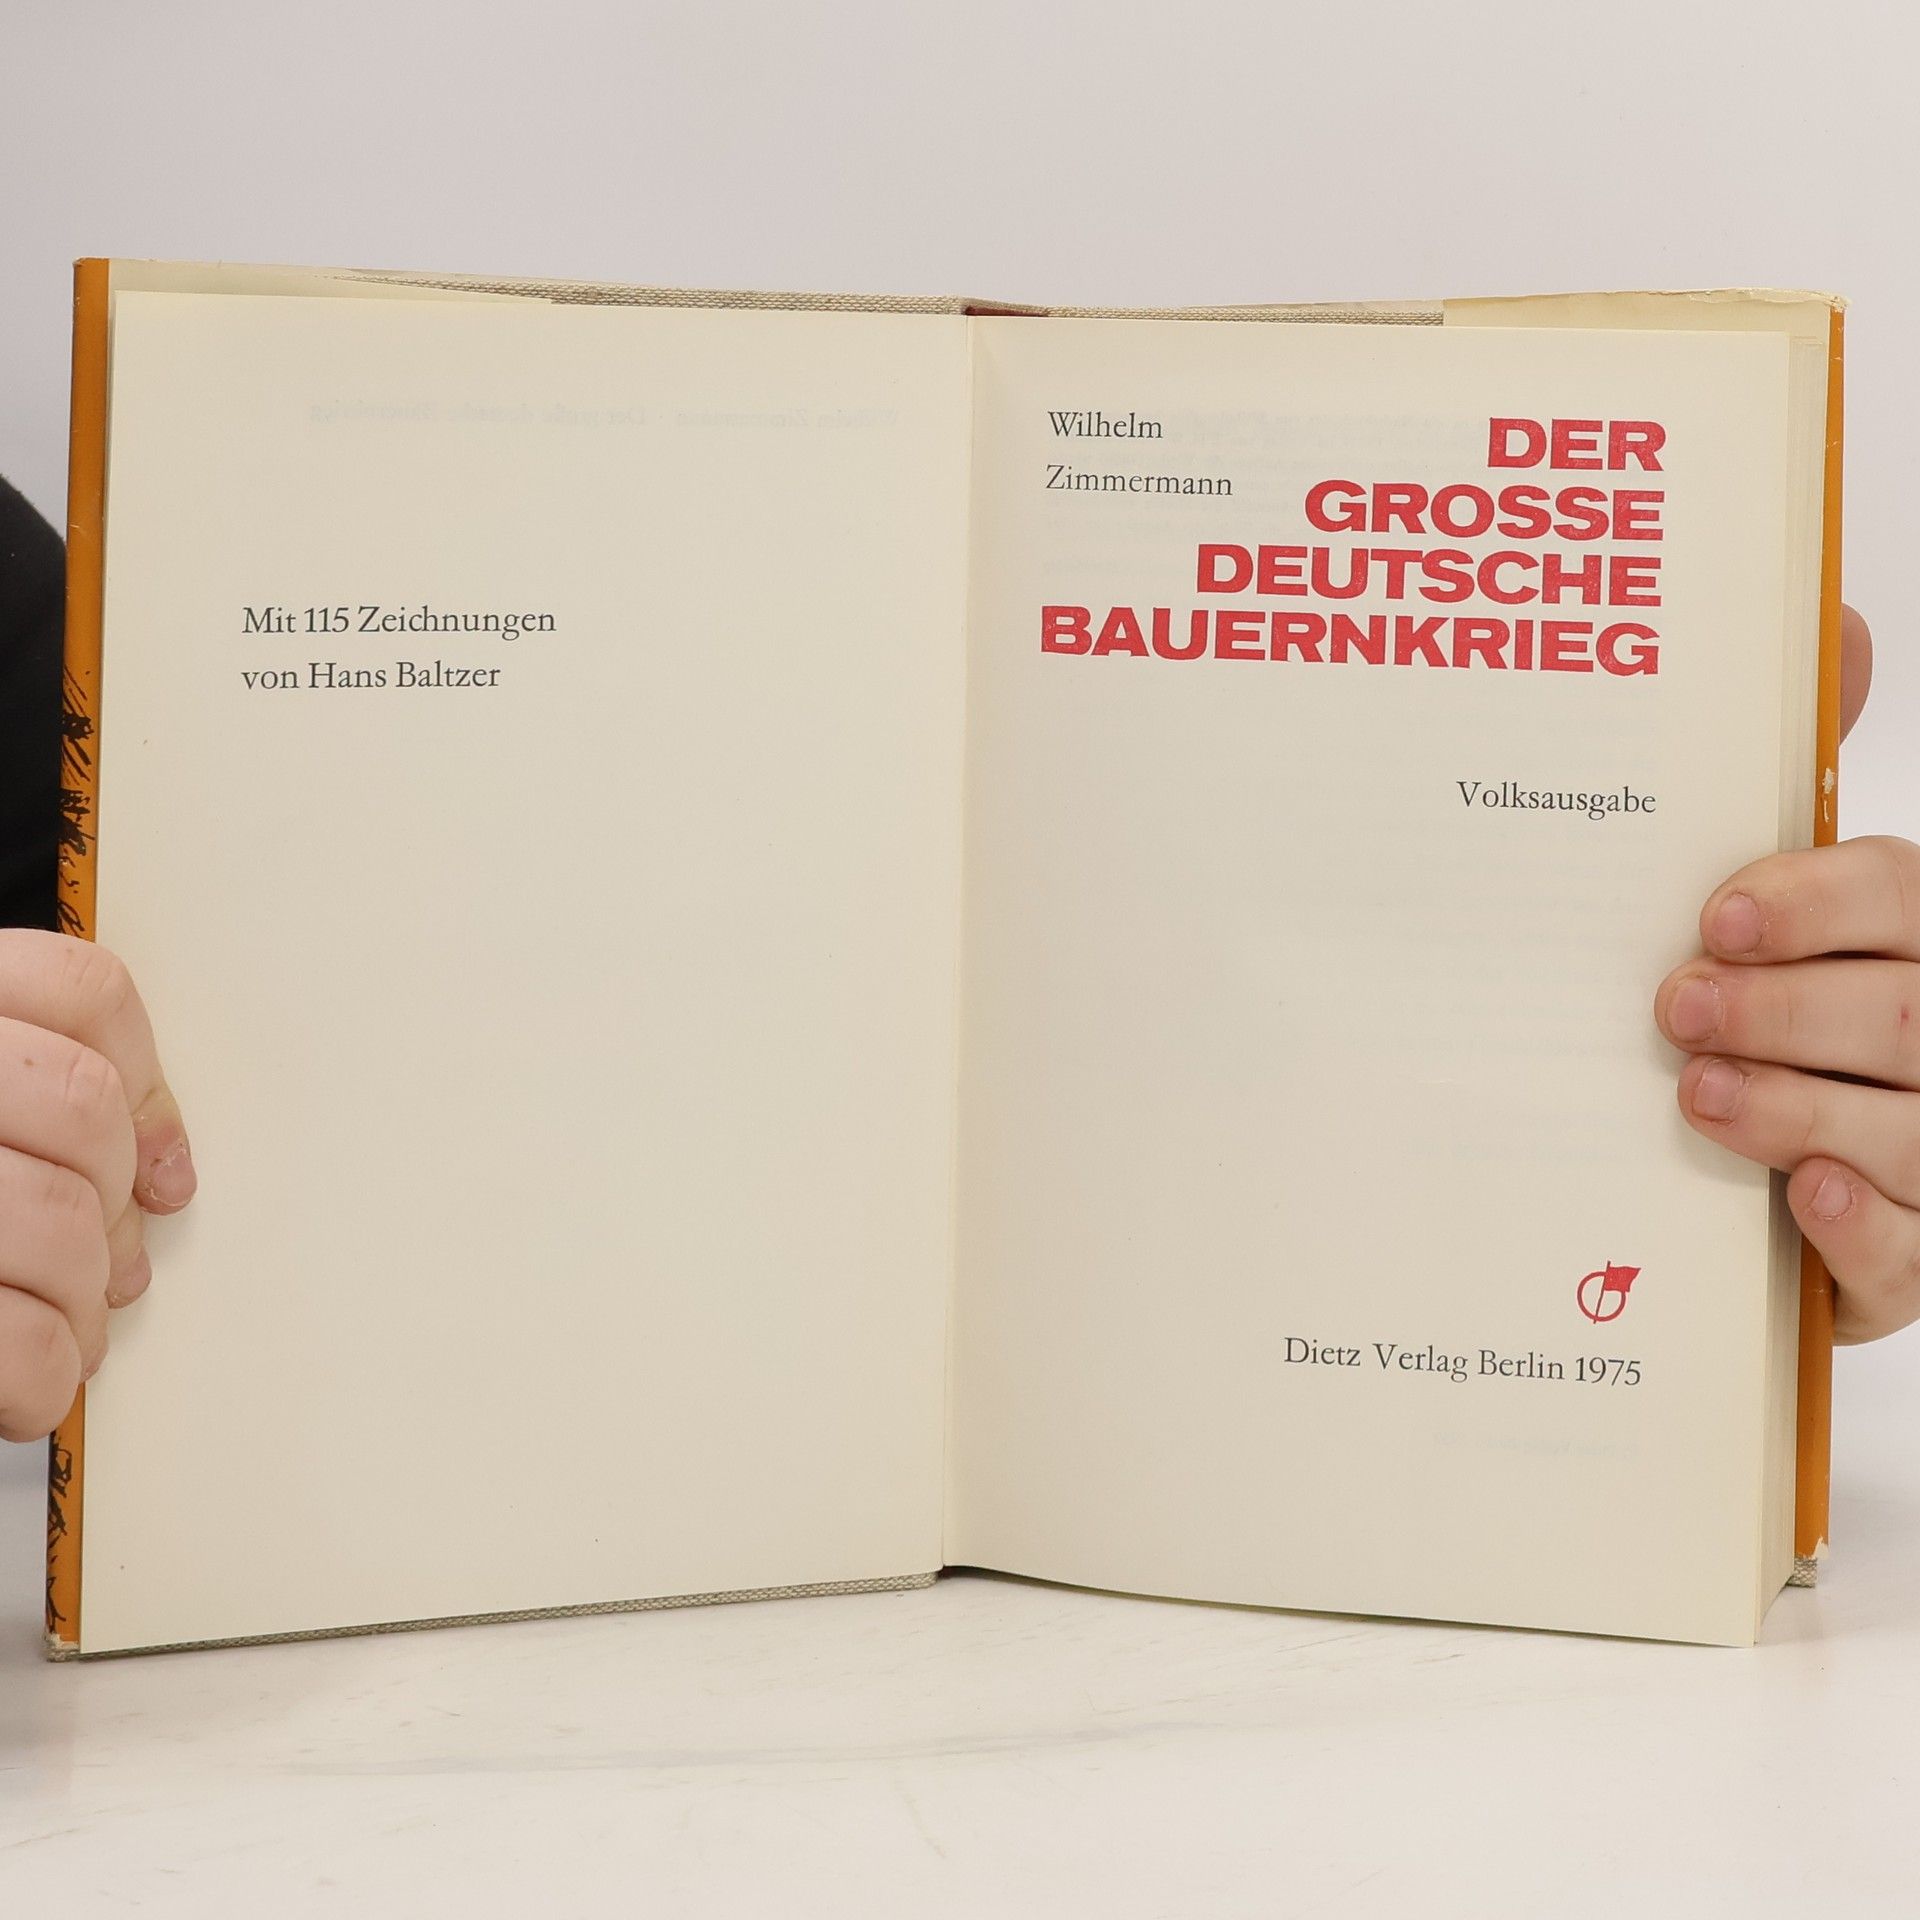 Mit 115 Zeichnungen
von Hans Baltzer
Wilhelm
Zimmermann
DER
GROSSE
DEUTSCHE
BAUERNKRIEG
Volksausgabe
Dietz Verlag Berlin 1975